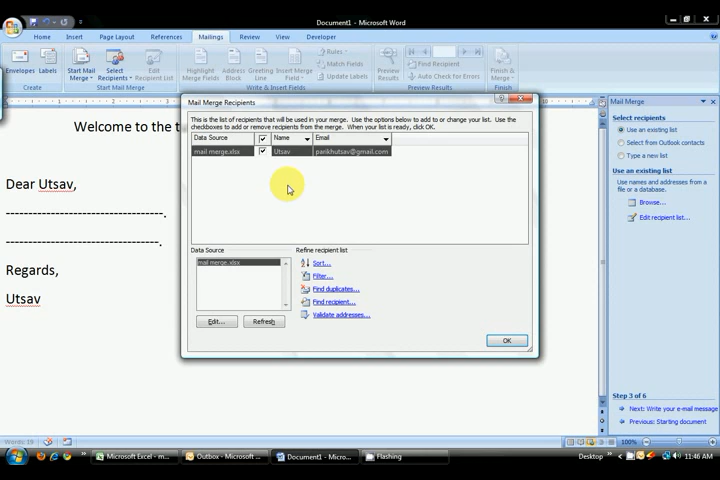 Document1 - Microsoft Word
Home Insert Page Layout References Mailings Review View Developer
Envelopes Labels Start Mail Merge Select Recipients Edit Recipient List Highlight Merge Fields Address Block Greeting Line Insert Merge Field Rules Match Fields Update Labels Preview Results Find Recipient Auto Check for Errors Finish & Merge
Create Start Mail Merge Write & Insert Fields Preview Results Finish
Welcome to the t
Dear Utsav,
----------------------------------.
---------------------------------.
Regards,
Utsav
Mail Merge Recipients
This is the list of recipients that will be used in your merge. Use the options below to add to or change your list. Use the
checkboxes to add or remove recipients from the merge. When your list is ready, click OK.
Data Source Name Email
mail merge.xlsx Utsav parikhutsav@gmail.com
Data Source
mail merge.xlsx
Edit... Refresh
Refine recipient list
Sort...
Filter...
Find duplicates...
Find recipient...
Validate addresses...
OK
Mail Merge
Select recipients
Use an existing list
Select from Outlook contacts
Type a new list
Use an existing list
Use names and addresses from a
file or a database.
Browse...
Edit recipient list...
Step 3 of 6
Next: Write your e-mail message
Previous: Starting document
Words: 19 100%
Microsoft Excel - m... Outbox - Microsoft ... Document1 - Micros... Flashing Desktop 11:46 AM